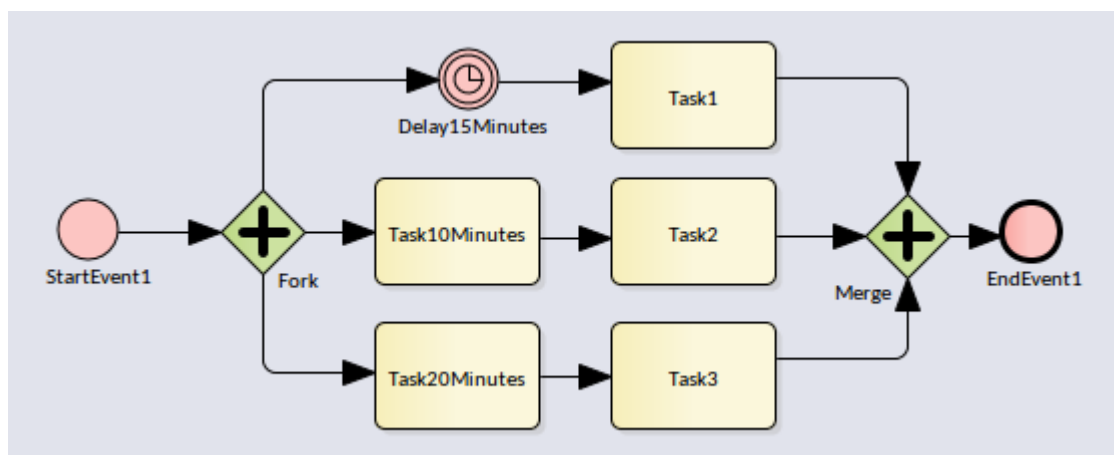 Task1
Delay15Minutes
Task10Minutes
Task2
StartEvent1
Fork
Merge
EndEvent1
Task20Minutes
Task3